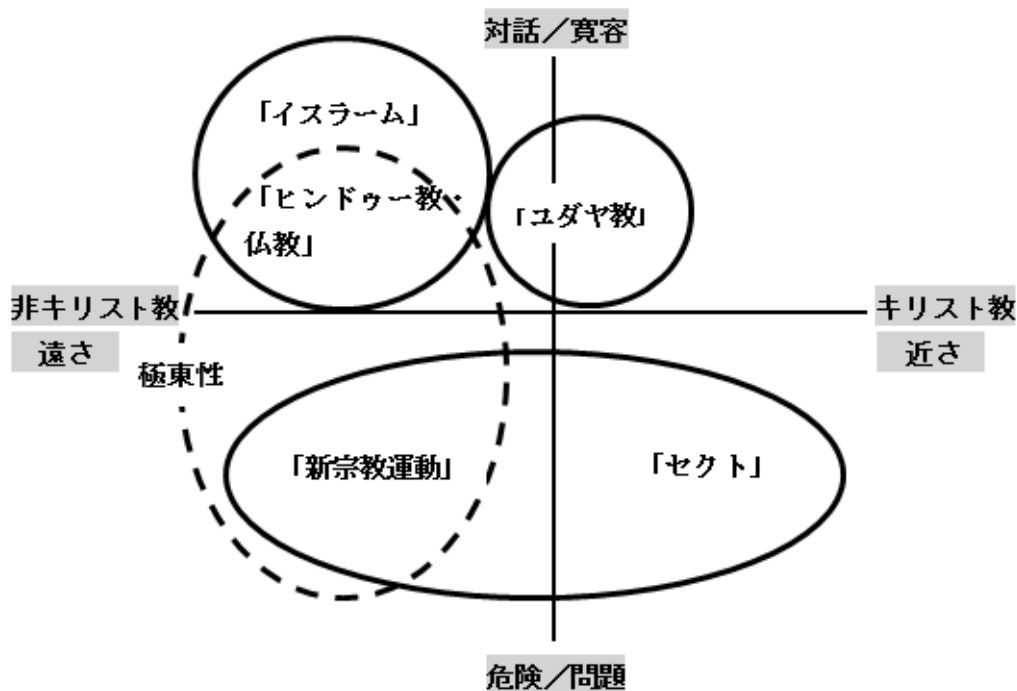 対話／寛容
「イスラーム」
「ヒンドゥー教・
仏教」
「ユダヤ教」
非キリスト教
遠さ
キリスト教
近さ
極東性
「新宗教運動」
「セクト」
危険／問題